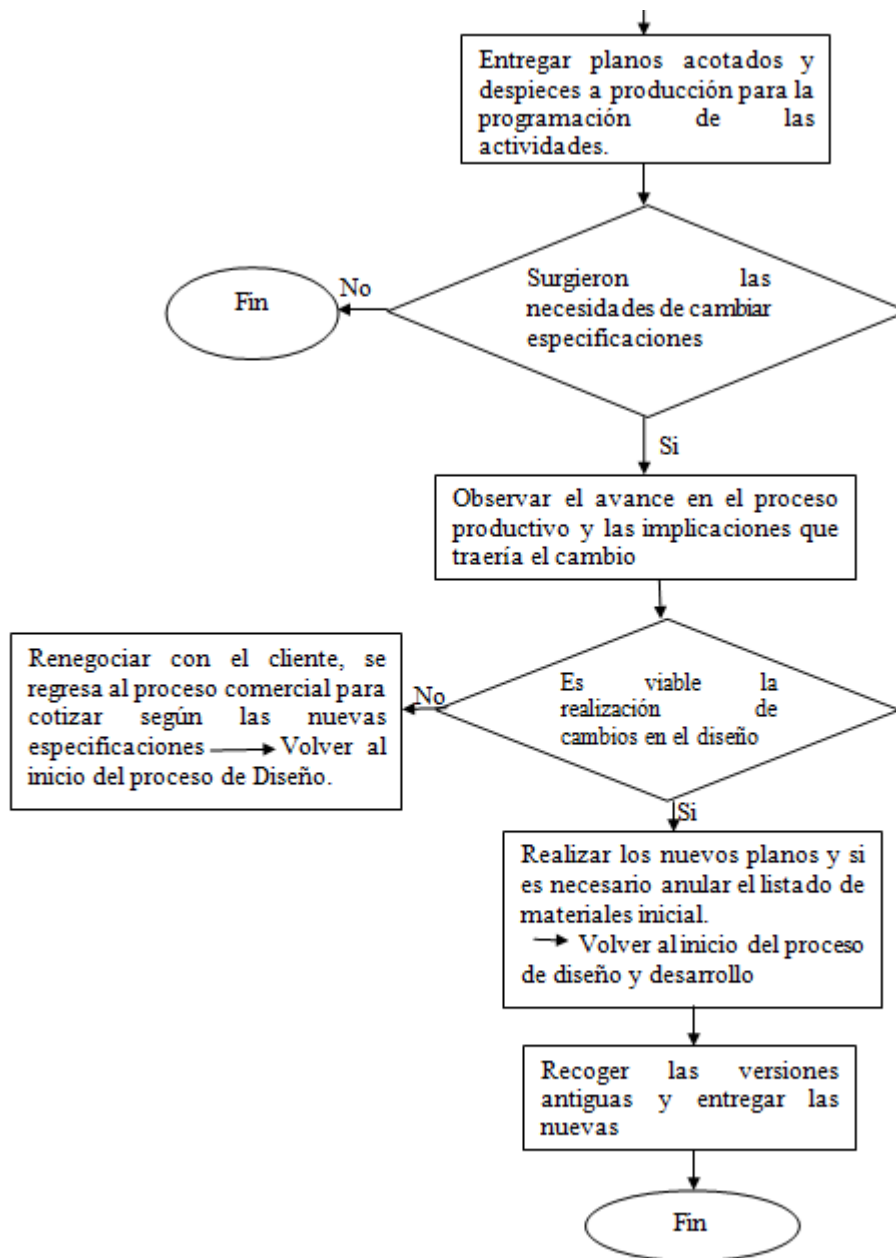 Entregar planos acotados y
despieces a producción para la
programación de las
actividades.
Surgieron las
necesidades de cambiar
especificaciones
No
Fin
Si
Observar el avance en el proceso
productivo y las implicaciones que
traería el cambio
Es viable la
realización de
cambios en el diseño
No
Renegociar con el cliente, se
regresa al proceso comercial para
cotizar según las nuevas
especificaciones → Volver al
inicio del proceso de Diseño.
Si
Realizar los nuevos planos y si
es necesario anular el listado de
materiales inicial.
→ Volver al inicio del proceso
de diseño y desarrollo
Recoger las versiones
antiguas y entregar las
nuevas
Fin